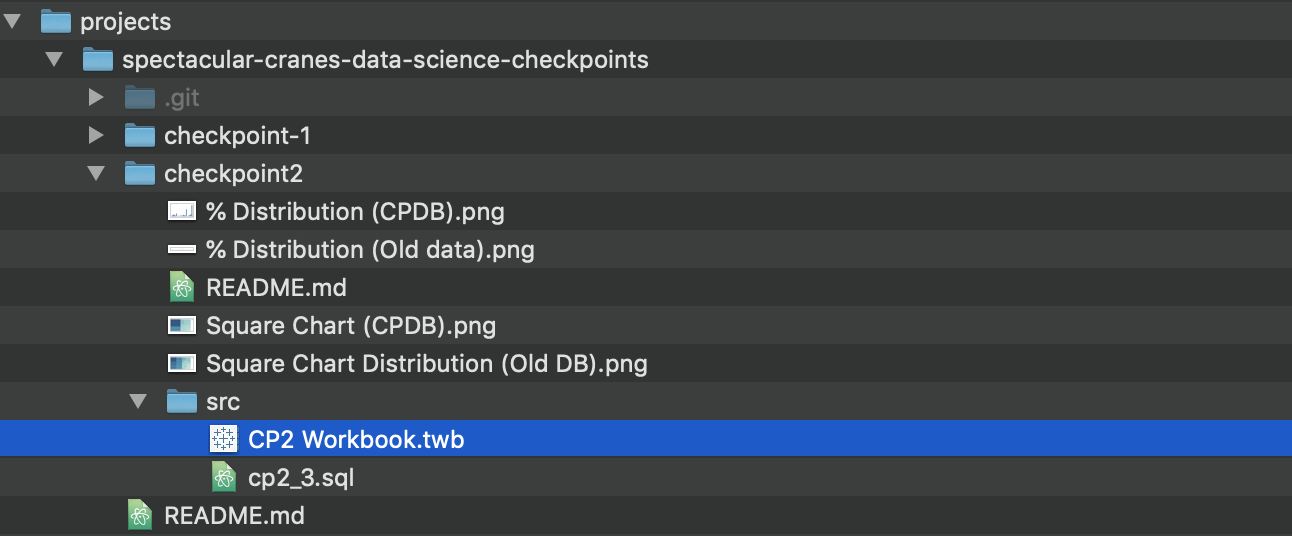 projects
spectacular-cranes-data-science-checkpoints
.git
checkpoint-1
checkpoint2
% Distribution (CPDB).png
% Distribution (Old data).png
README.md
Square Chart (CPDB).png
Square Chart Distribution (Old DB).png
src
CP2 Workbook.twb
cp2_3.sql
README.md